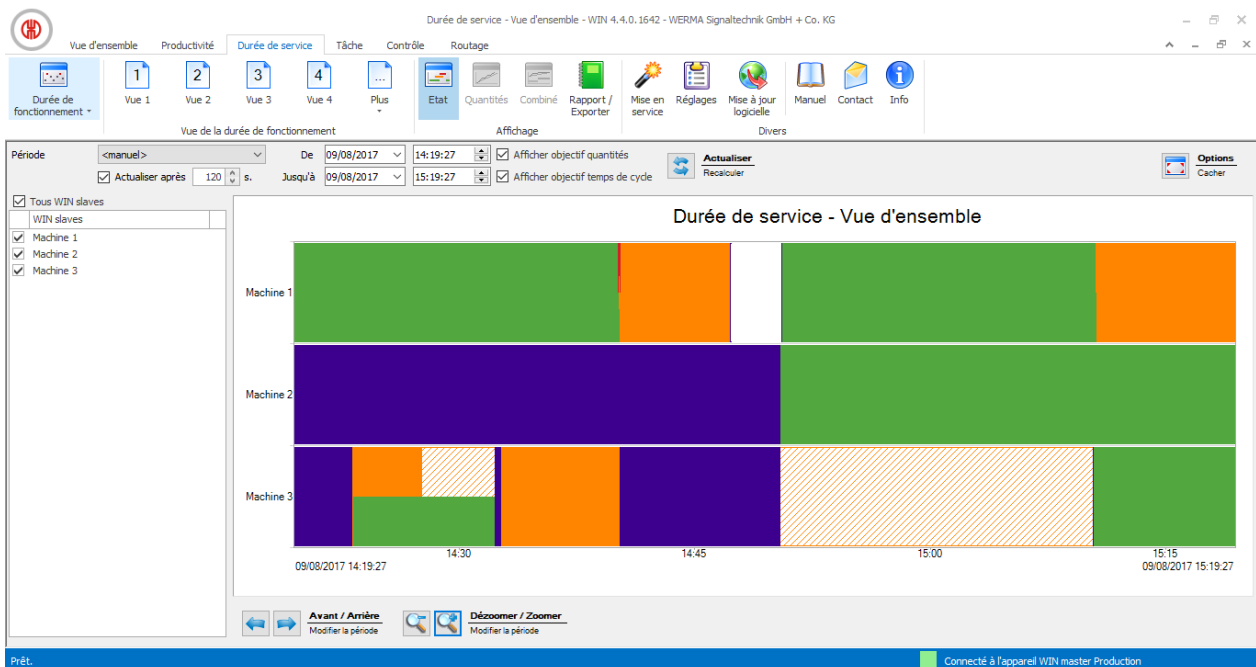 Durée de service - Vue d'ensemble - WIN 4.4.0.1642 - WERMA Signaltechnik GmbH + Co. KG
Vue d'ensemble Productivité Durée de service Tâche Contrôle Routage
Durée de fonctionnement
1 Vue 1
2 Vue 2
3 Vue 3
4 Vue 4
... Plus
Etat
Quantités
Combiné
Rapport / Exporter
Mise en service
Réglages
Mise à jour logicielle
Manuel
Contact
Info
Vue de la durée de fonctionnement Affichage Divers
Période <manuel> De 09/08/2017 14:19:27 Afficher objectif quantités
Actualiser après 120 s. Jusqu'à 09/08/2017 15:19:27 Afficher objectif temps de cycle
Actualiser
Recalculer
Options
Cacher
Tous WIN slaves
WIN slaves
Machine 1
Machine 2
Machine 3
Durée de service - Vue d'ensemble
Machine 1
Machine 2
Machine 3
14:30 14:45 15:00 15:15
09/08/2017 14:19:27 09/08/2017 15:19:27
Avant / Arrière
Modifier la période
Dézoomer / Zoomer
Modifier la période
Prêt. Connecté à l'appareil WIN master Production